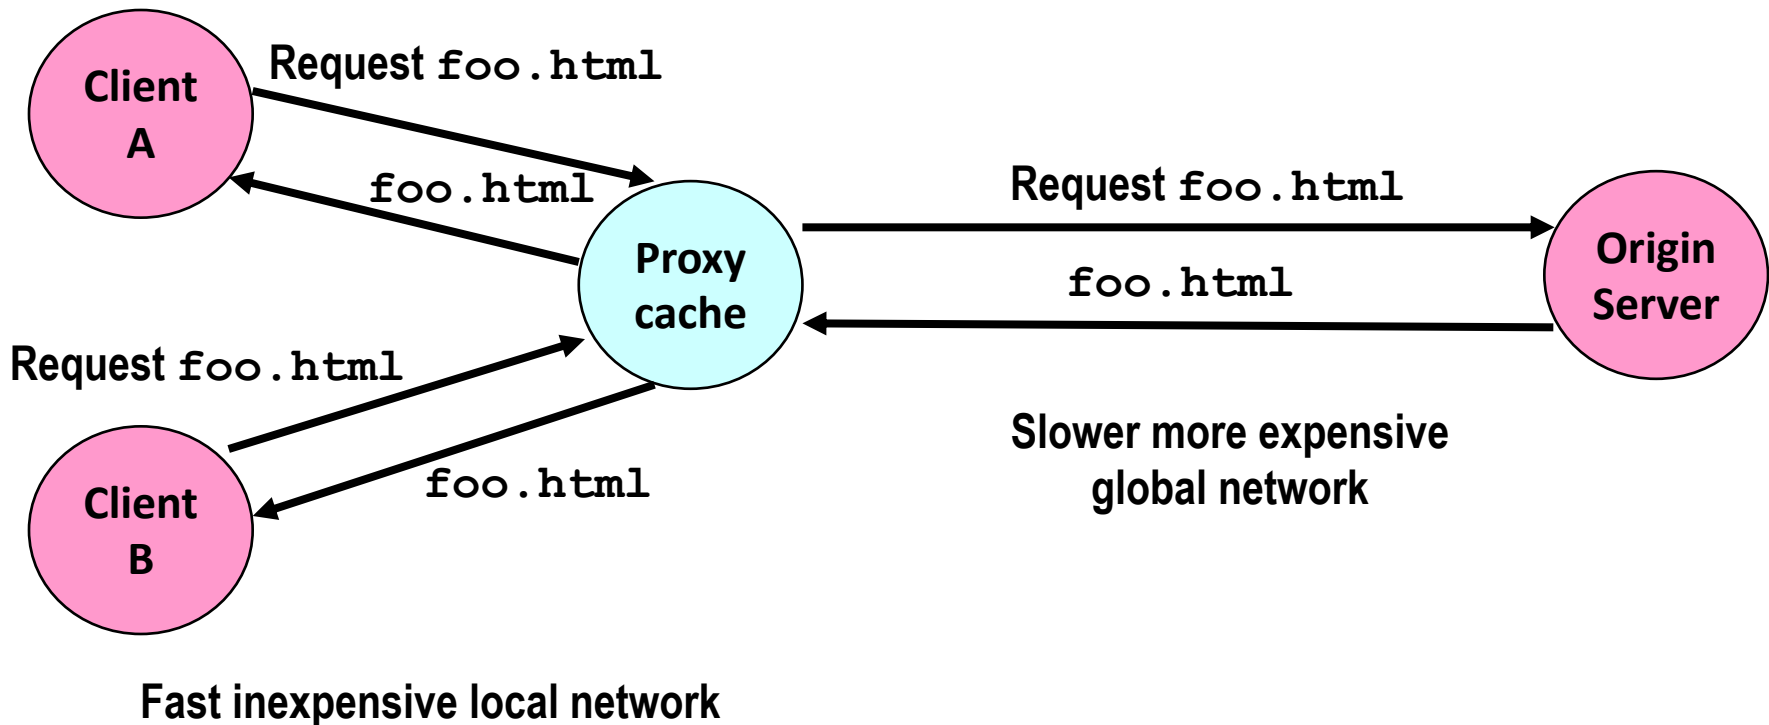 Client
A
Request foo.html
foo.html
Proxy
cache
Request foo.html
foo.html
Origin
Server
Request foo.html
foo.html
Client
B
Slower more expensive
global network
Fast inexpensive local network